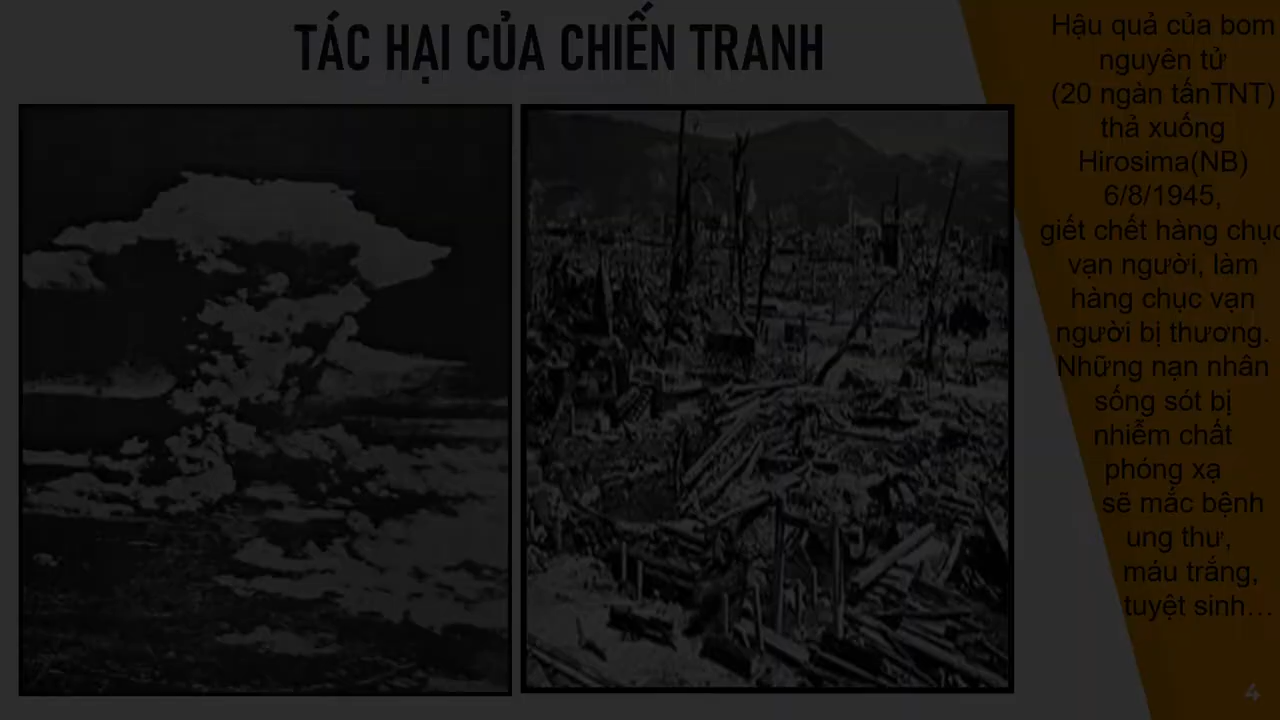 TÁC HẠI CỦA CHIẾN TRANH
Hậu quả của bom
nguyên tử
(20 ngàn tấnTNT)
thả xuống
Hirosima(NB)
6/8/1945,
giết chết hàng chục
vạn người, làm
hàng chục vạn
người bị thương.
Những nạn nhân
sống sót bị
nhiễm chất
phóng xạ
sẽ mắc bệnh
ung thư,
máu trắng,
tuyệt sinh…
4